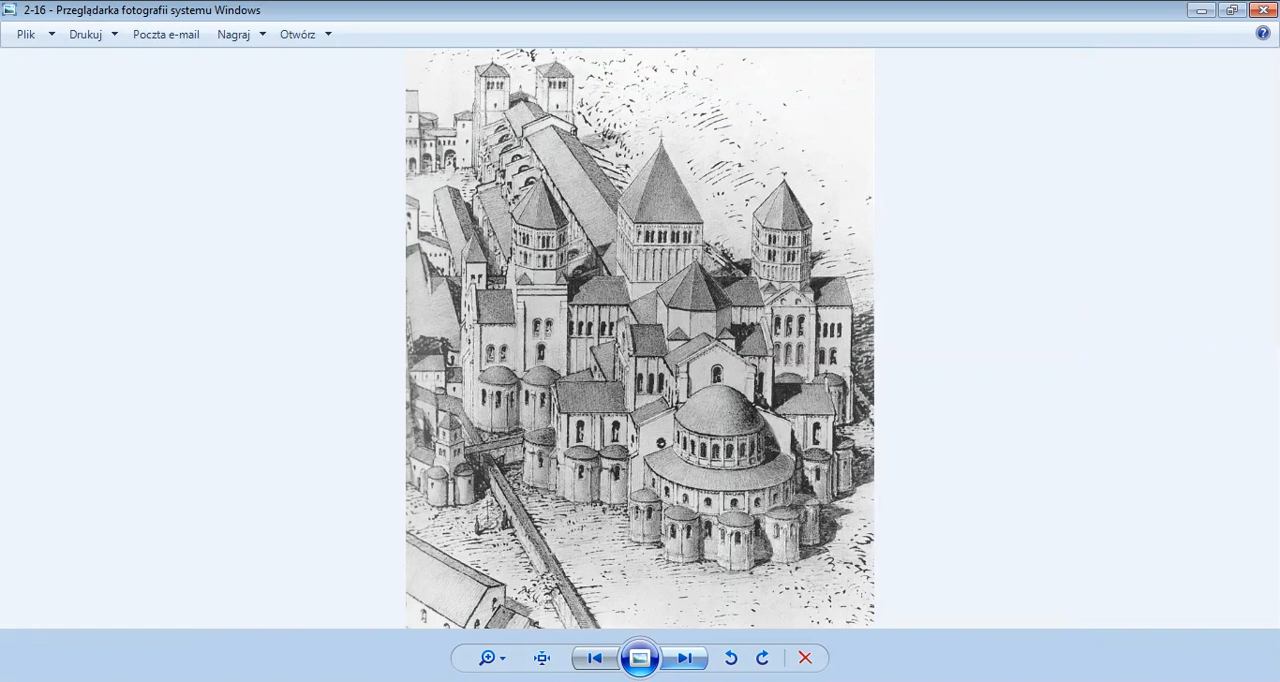 2-16 - Przeglądarka fotografii systemu Windows
Plik Drukuj Poczta e-mail Nagraj Otwórz